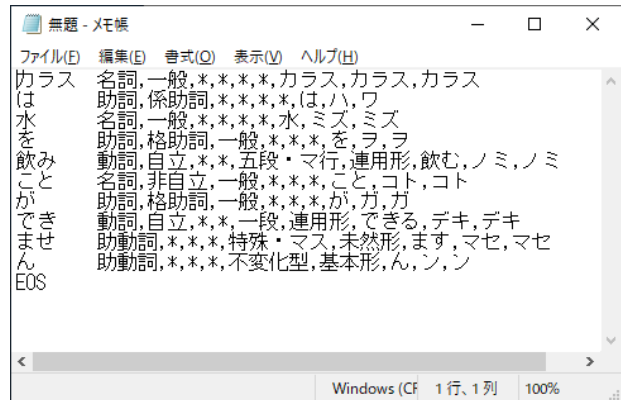 無題 - メモ帳
ファイル(F) 編集(E) 書式(O) 表示(V) ヘルプ(H)
カラス 名詞,一般,*,*,*,*,カラス,カラス,カラス
は 助詞,係助詞,*,*,*,*,は,ハ,ワ
水 名詞,一般,*,*,*,*,水,ミズ,ミズ
を 助詞,格助詞,一般,*,*,*,を,ヲ,ヲ
飲み 動詞,自立,*,*,五段・マ行,連用形,飲む,ノミ,ノミ
こと 名詞,非自立,一般,*,*,*,こと,コト,コト
が 助詞,格助詞,一般,*,*,*,が,ガ,ガ
でき 動詞,自立,*,*,一段,連用形,できる,デキ,デキ
ませ 助動詞,*,*,*,特殊・マス,未然形,ます,マセ,マセ
ん 助動詞,*,*,*,不変化型,基本形,ん,ン,ン
EOS
Windows (CF 1行、1列 100%